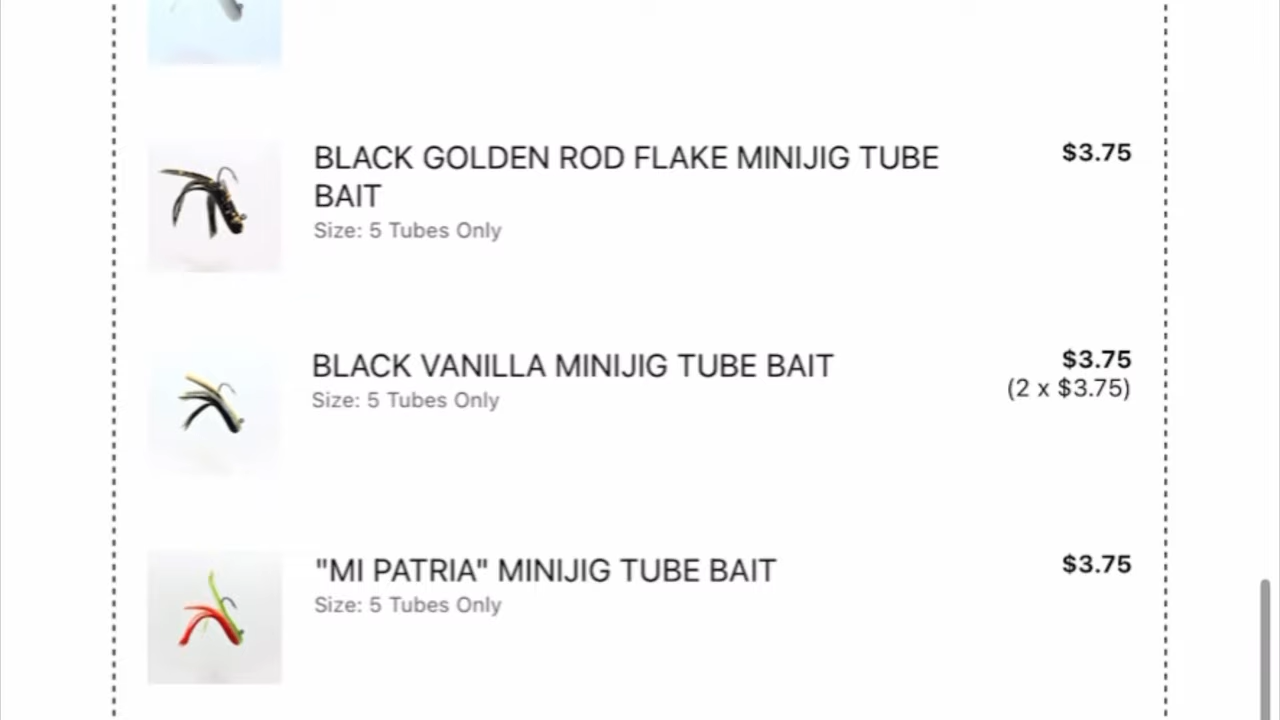 BLACK GOLDEN ROD FLAKE MINIJIG TUBE
BAIT
Size: 5 Tubes Only
$3.75
BLACK VANILLA MINIJIG TUBE BAIT
Size: 5 Tubes Only
$3.75
(2 x $3.75)
"MI PATRIA" MINIJIG TUBE BAIT
Size: 5 Tubes Only
$3.75